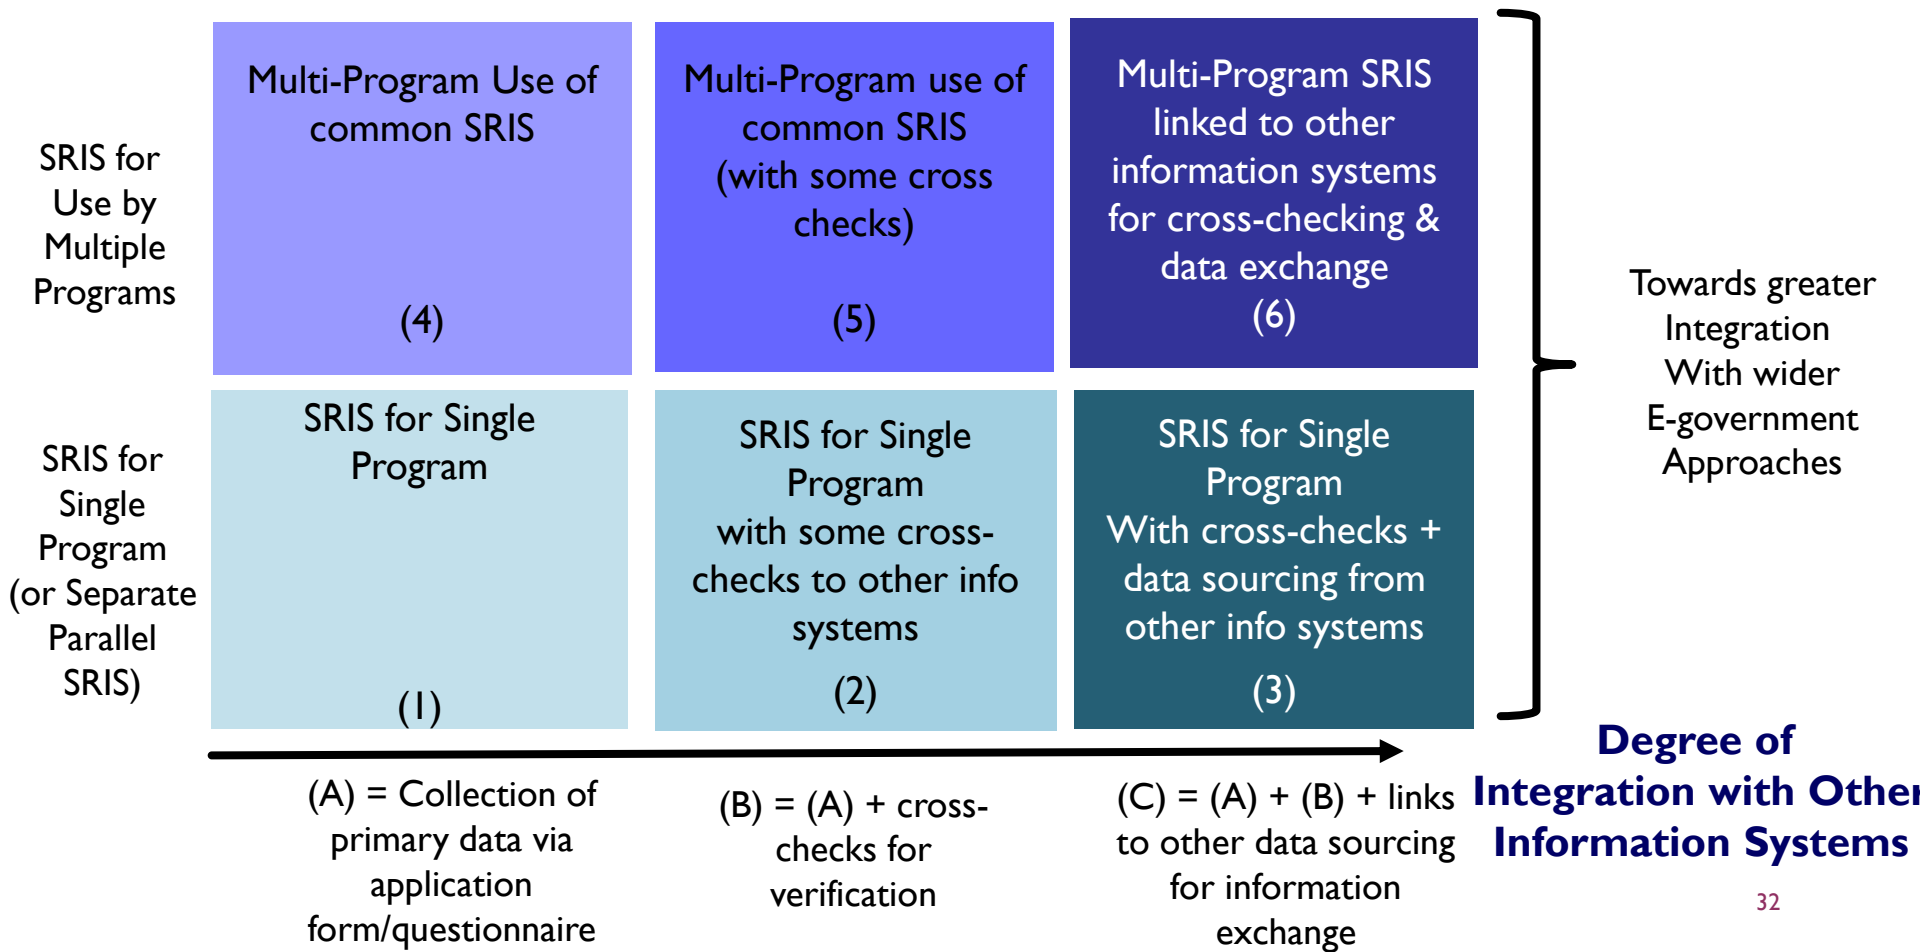 SRIS for
Use by
Multiple
Programs
Multi-Program Use of
common SRIS
(4)
Multi-Program use of
common SRIS
(with some cross
checks)
(5)
Multi-Program SRIS
linked to other
information systems
for cross-checking &
data exchange
(6)
SRIS for
Single
Program
(or Separate
Parallel
SRIS)
SRIS for Single
Program
(1)
SRIS for Single
Program
with some cross-
checks to other info
systems
(2)
SRIS for Single
Program
With cross-checks +
data sourcing from
other info systems
(3)
Towards greater
Integration
With wider
E-government
Approaches
(A) = Collection of
primary data via
application
form/questionnaire
(B) = (A) + cross-
checks for
verification
(C) = (A) + (B) + links
to other data sourcing
for information
exchange
Degree of
Integration with Other
Information Systems
32